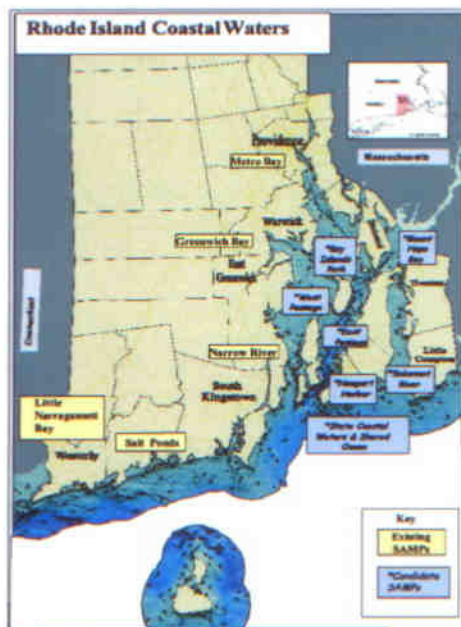 Rhode Island Coastal Waters
Providence
Metro Bay
Massachusetts
Warwick
Greenwich Bay
*Bay
Islands
Park
*Mount
Hope
Bay
East
Greenwich
*West
Passage
*East
Passage
Connecticut
Narrow River
Little
Compton
South
Kingstown
*Newport
Harbor
*Sakonnet
River
Little
Narragansett
Bay
Salt Ponds
*State Coastal
Waters & Shared
Ocean
Westerly
Key
Existing
SAMPs
*Candidate
SAMPs